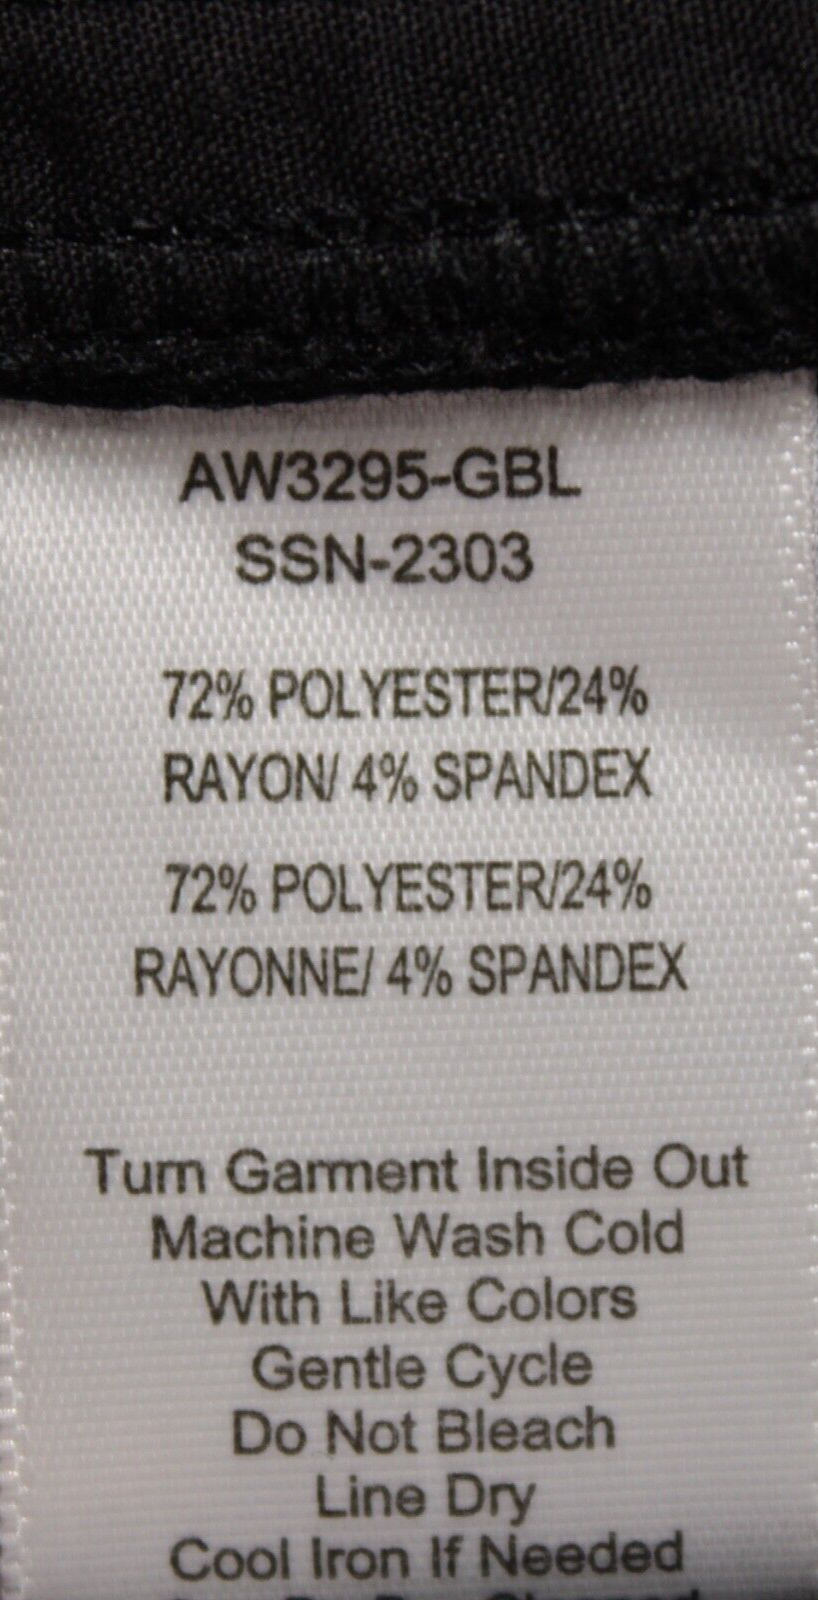 AW3295-GBL
SSN-2303
72% POLYESTER/24%
RAYON/ 4% SPANDEX
72% POLYESTER/24%
RAYONNE/ 4% SPANDEX
Turn Garment Inside Out
Machine Wash Cold
With Like Colors
Gentle Cycle
Do Not Bleach
Line Dry
Cool Iron If Needed